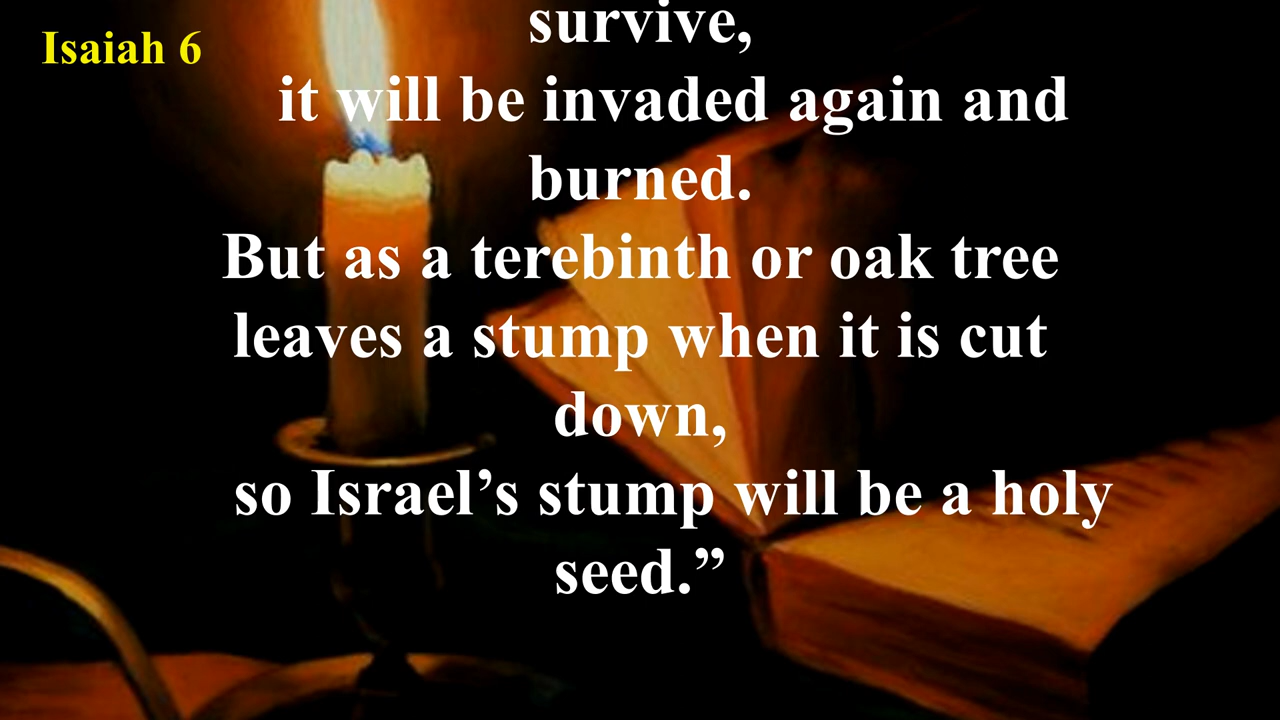 Isaiah 6
survive,
it will be invaded again and
burned.
But as a terebinth or oak tree
leaves a stump when it is cut
down,
so Israel’s stump will be a holy
seed.”